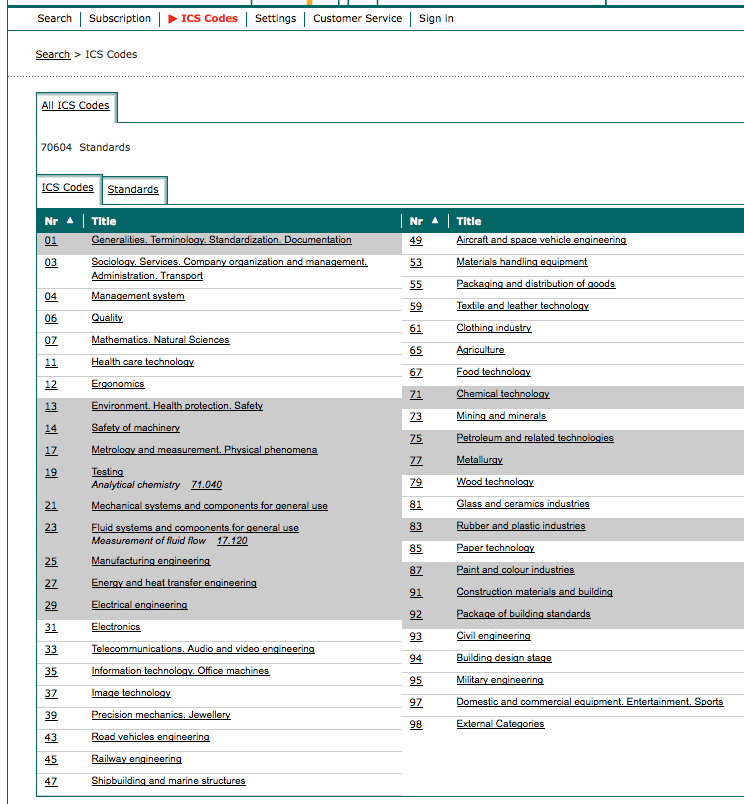 Search Subscription ▶ ICS Codes Settings Customer Service Sign in
Search > ICS Codes
All ICS Codes
70604 Standards
ICS Codes Standards
Nr ▲ Title
01 Generalities. Terminology. Standardization. Documentation
03 Sociology. Services. Company organization and management.
Administration. Transport
04 Management system
06 Quality
07 Mathematics. Natural Sciences
11 Health care technology
12 Ergonomics
13 Environment. Health protection. Safety
14 Safety of machinery
17 Metrology and measurement. Physical phenomena
19 Testing
Analytical chemistry 71.040
21 Mechanical systems and components for general use
23 Fluid systems and components for general use
Measurement of fluid flow 17.120
25 Manufacturing engineering
27 Energy and heat transfer engineering
29 Electrical engineering
31 Electronics
33 Telecommunications. Audio and video engineering
35 Information technology. Office machines
37 Image technology
39 Precision mechanics. Jewellery
43 Road vehicles engineering
45 Railway engineering
47 Shipbuilding and marine structures
Nr ▲ Title
49 Aircraft and space vehicle engineering
53 Materials handling equipment
55 Packaging and distribution of goods
59 Textile and leather technology
61 Clothing industry
65 Agriculture
67 Food technology
71 Chemical technology
73 Mining and minerals
75 Petroleum and related technologies
77 Metallurgy
79 Wood technology
81 Glass and ceramics industries
83 Rubber and plastic industries
85 Paper technology
87 Paint and colour industries
91 Construction materials and building
92 Package of building standards
93 Civil engineering
94 Building design stage
95 Military engineering
97 Domestic and commercial equipment. Entertainment. Sports
98 External Categories